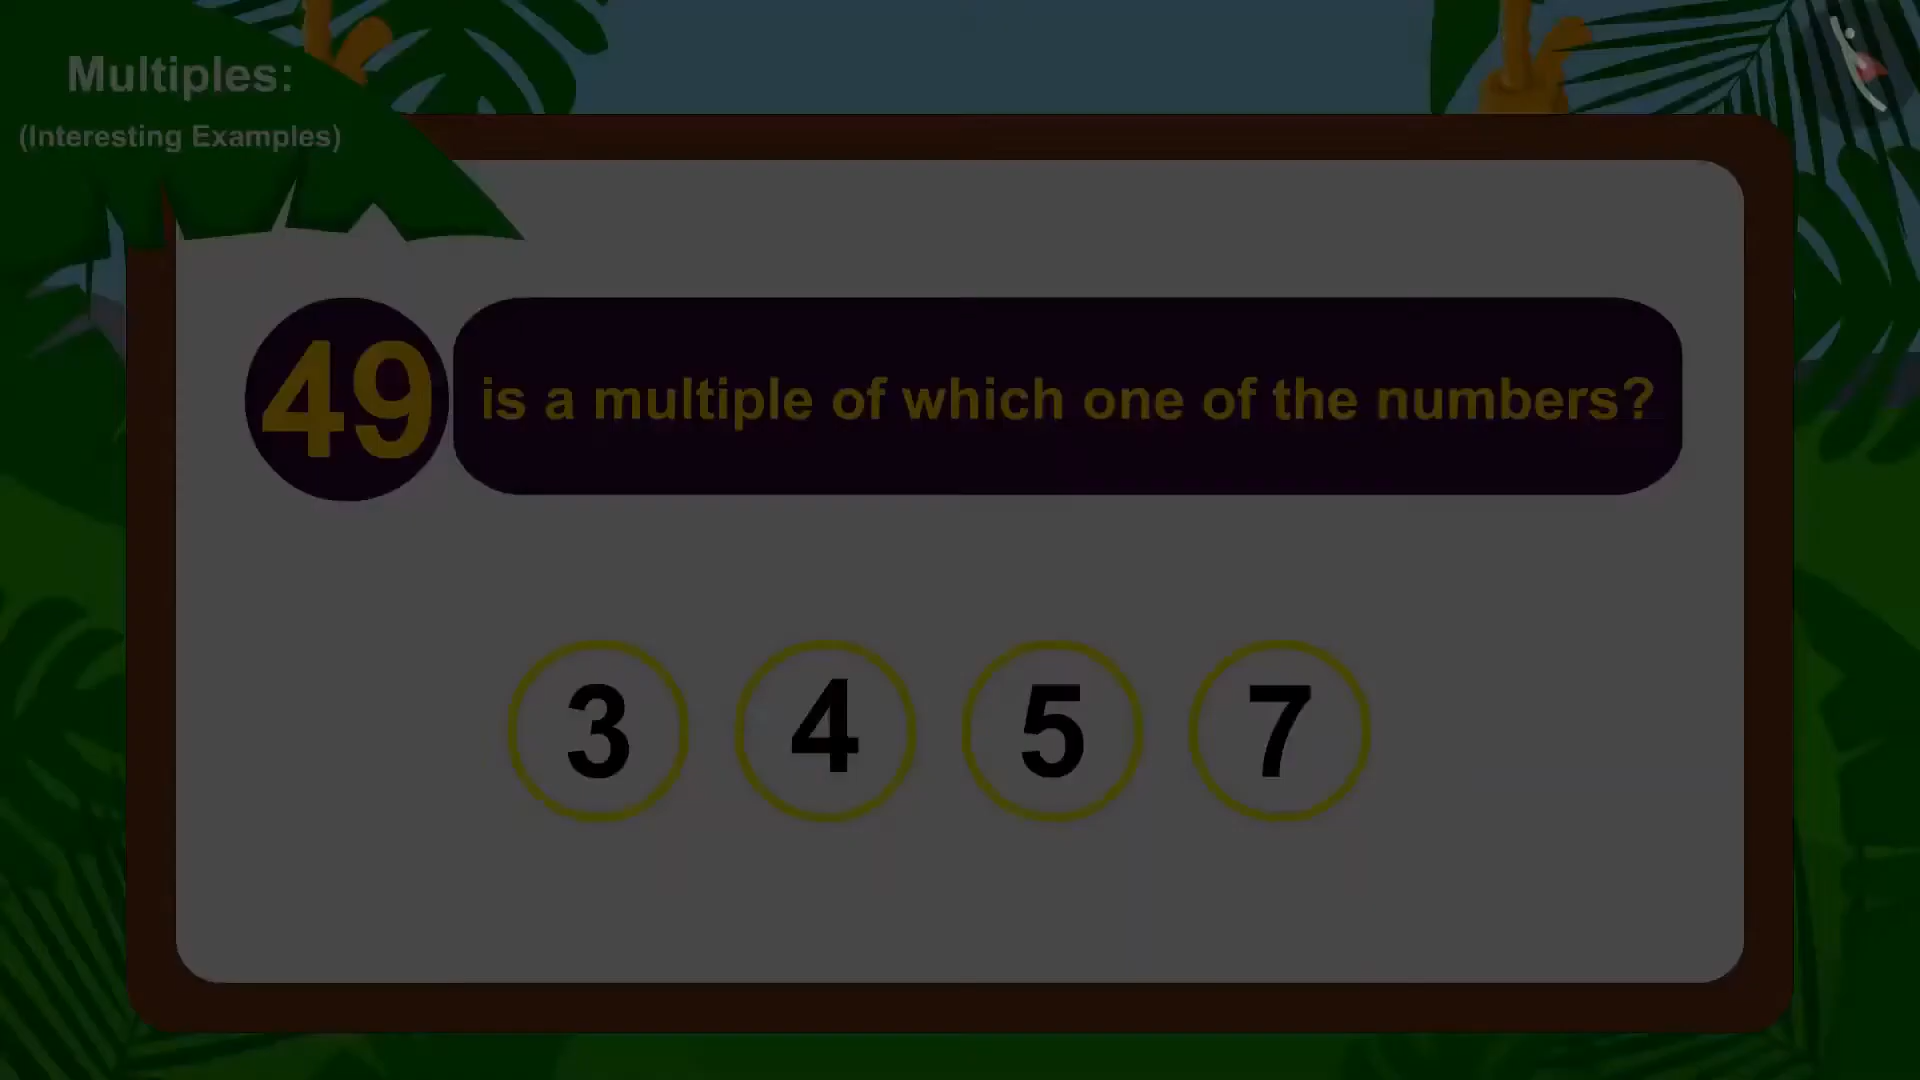 Multiples:
(Interesting Examples)
49 is a multiple of which one of the numbers?
3 4 5 7